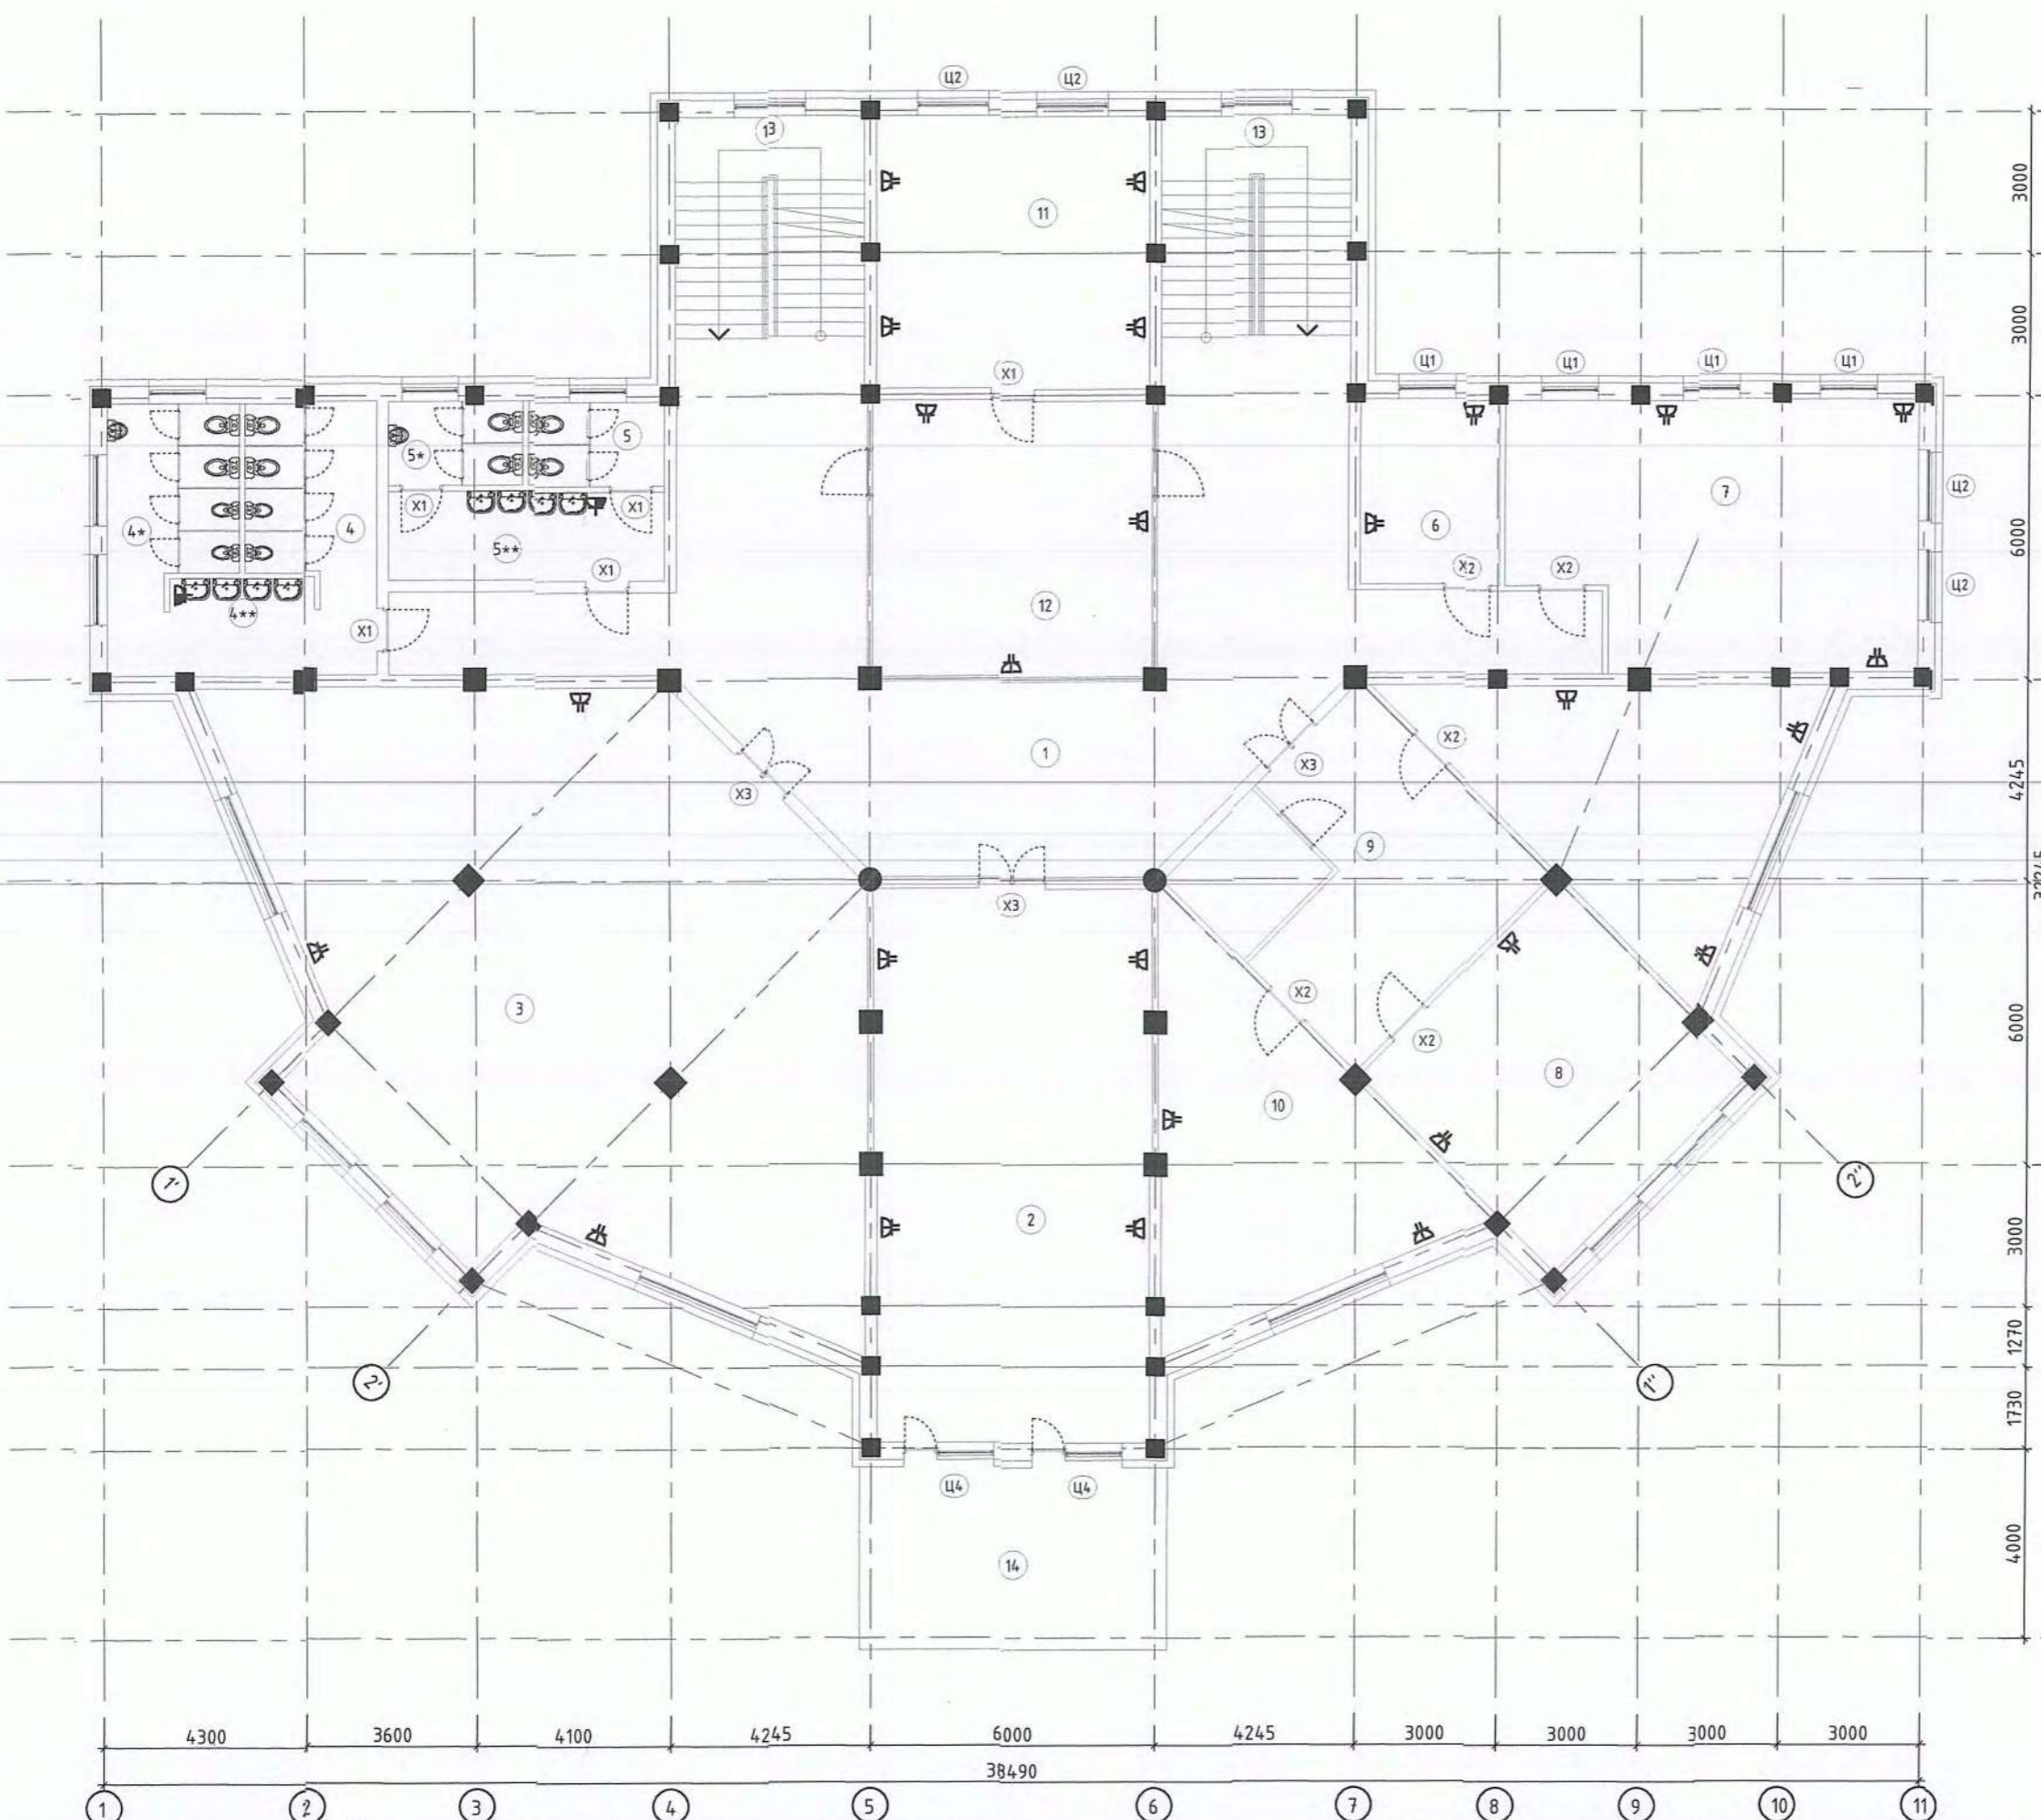 Ц2 Ц2
13 13
3000
11
3000
Х1
Ц1 Ц1 Ц1 Ц1
5* 5
7
Ц2
Х1 Х1
4* 4
6
6000
5**
Х1
Х2 Х2
Ц2
4**
12
Х1
Х2
1
Х3
Х3
4245
9
32245
Х3
Х2
3
6000
Х2
8
10
1'
2''
2
3000
1270
2'
1''
1730
Ц4 Ц4
4000
14
4300 3600 4100 4245 6000 4245 3000 3000 3000 3000
38490
1 2 3 4 5 6 7 8 9 10 11